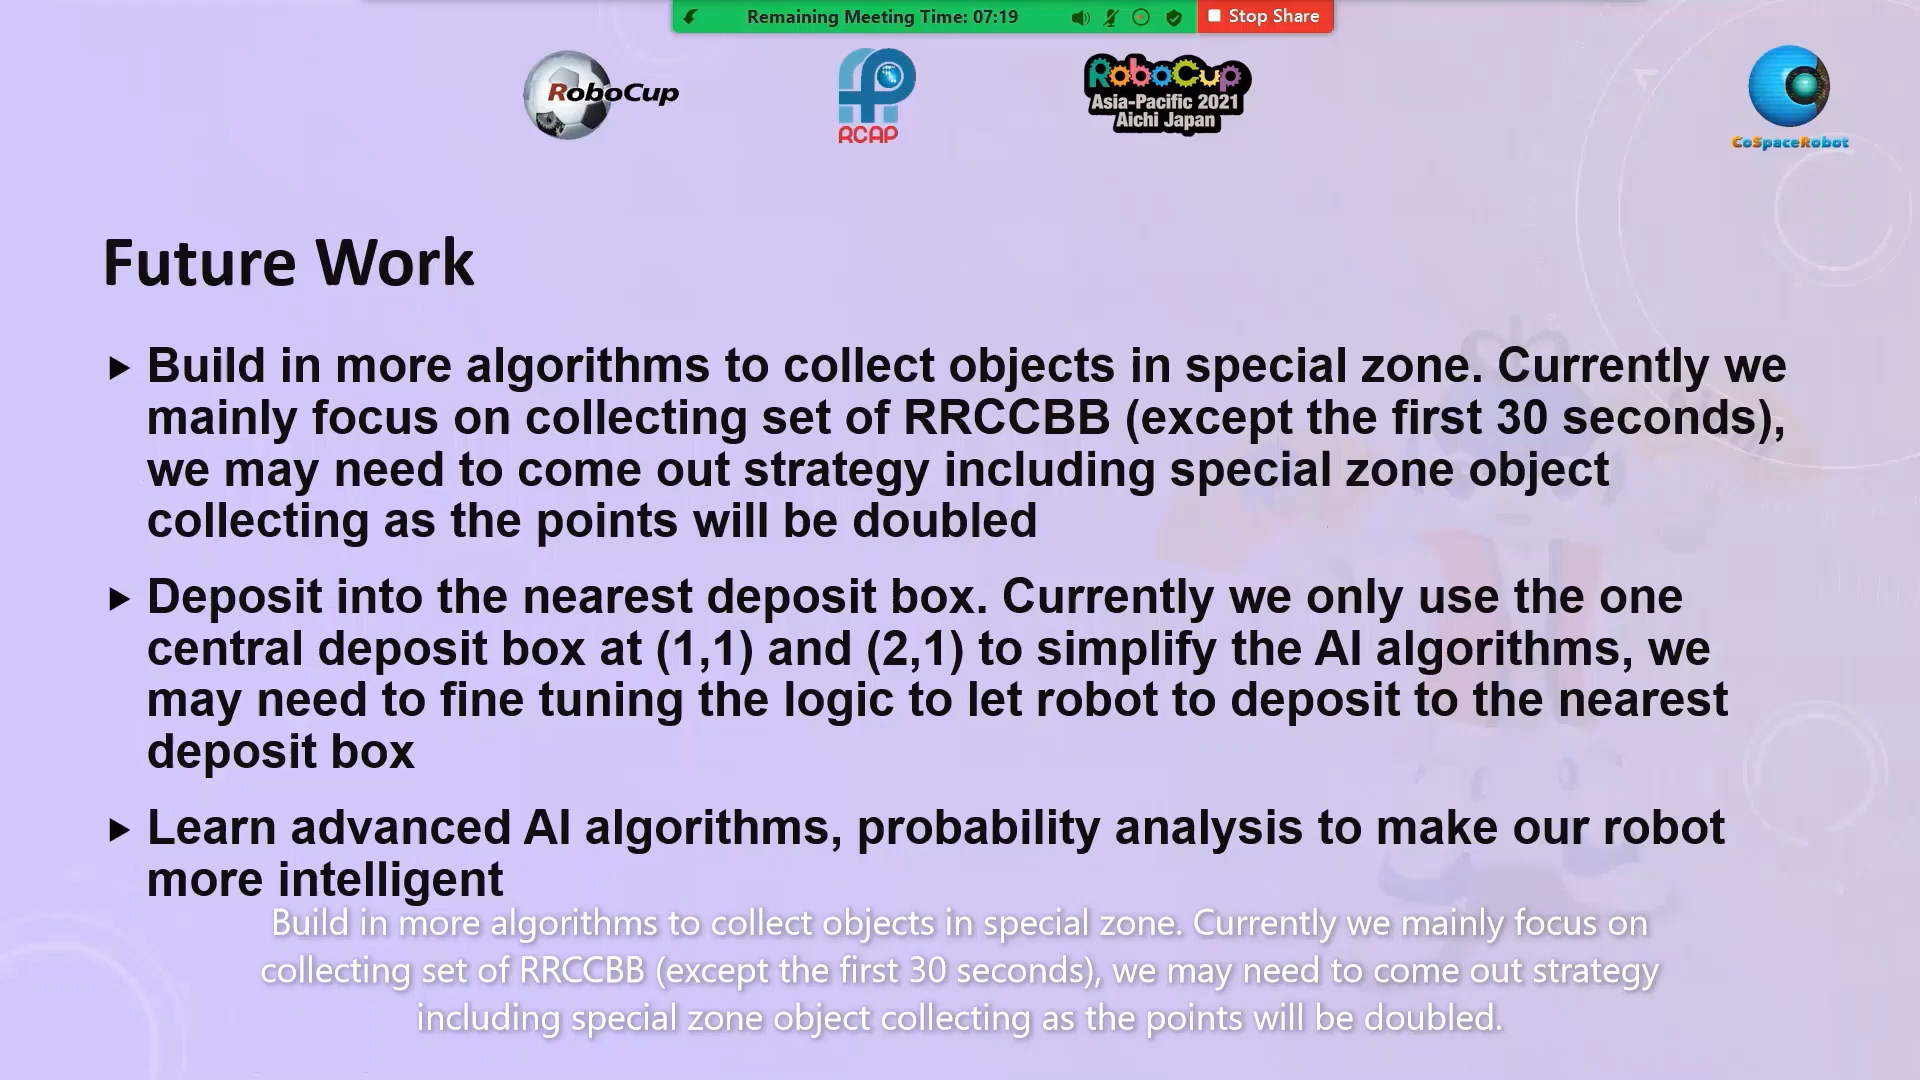 Remaining Meeting Time: 07:19
Stop Share
RoboCup
RCAP
RoboCup
Asia-Pacific 2021
Aichi Japan
CoSpaceRobot
Future Work
Build in more algorithms to collect objects in special zone. Currently we
mainly focus on collecting set of RRCCBB (except the first 30 seconds),
we may need to come out strategy including special zone object
collecting as the points will be doubled
Deposit into the nearest deposit box. Currently we only use the one
central deposit box at (1,1) and (2,1) to simplify the AI algorithms, we
may need to fine tuning the logic to let robot to deposit to the nearest
deposit box
Learn advanced AI algorithms, probability analysis to make our robot
more intelligent
Build in more algorithms to collect objects in special zone. Currently we mainly focus on
collecting set of RRCCBB (except the first 30 seconds), we may need to come out strategy
including special zone object collecting as the points will be doubled.